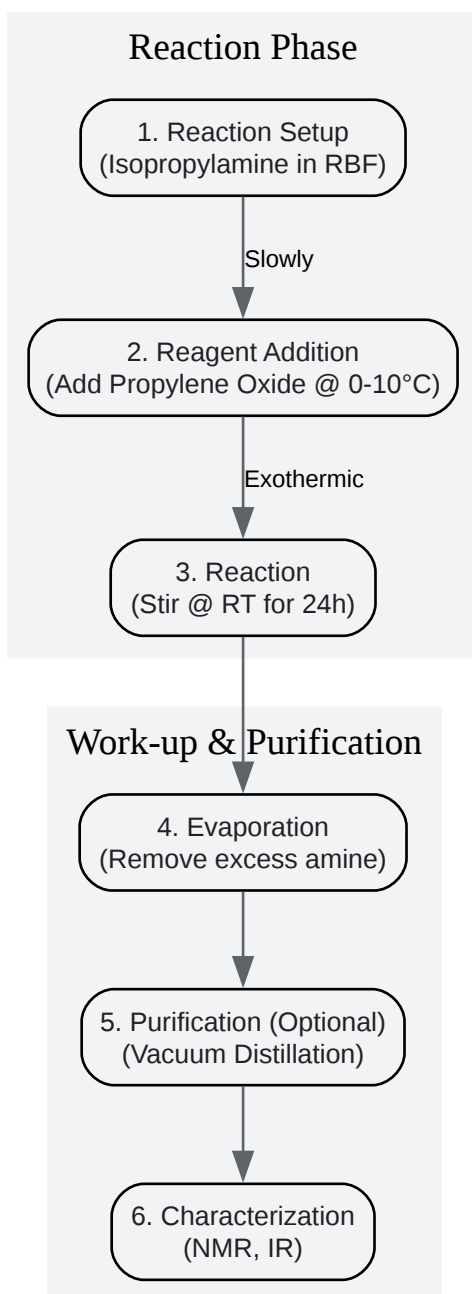 Reaction Phase
1. Reaction Setup
(Isopropylamine in RBF)
Slowly
2. Reagent Addition
(Add Propylene Oxide @ 0-10°C)
Exothermic
3. Reaction
(Stir @ RT for 24h)
Work-up & Purification
4. Evaporation
(Remove excess amine)
5. Purification (Optional)
(Vacuum Distillation)
6. Characterization
(NMR, IR)